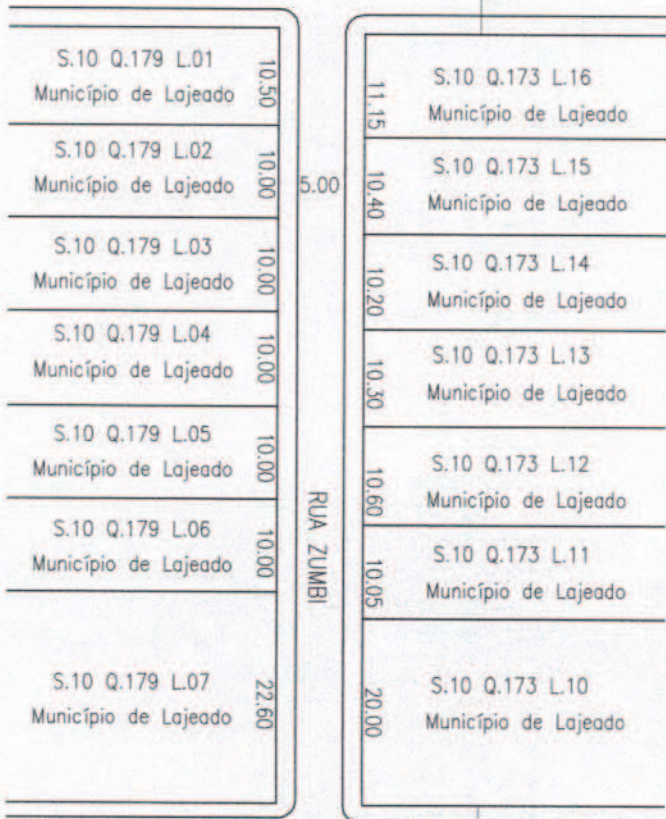 S.10 Q.179 L.01
Município de Lajeado
10.50
S.10 Q.179 L.02
Município de Lajeado
10.00
S.10 Q.179 L.03
Município de Lajeado
10.00
S.10 Q.179 L.04
Município de Lajeado
10.00
S.10 Q.179 L.05
Município de Lajeado
10.00
S.10 Q.179 L.06
Município de Lajeado
10.00
S.10 Q.179 L.07
Município de Lajeado
22.60
5.00
RUA ZUMBI
11.15
S.10 Q.173 L.16
Município de Lajeado
10.40
S.10 Q.173 L.15
Município de Lajeado
10.20
S.10 Q.173 L.14
Município de Lajeado
10.30
S.10 Q.173 L.13
Município de Lajeado
10.60
S.10 Q.173 L.12
Município de Lajeado
10.05
S.10 Q.173 L.11
Município de Lajeado
20.00
S.10 Q.173 L.10
Município de Lajeado